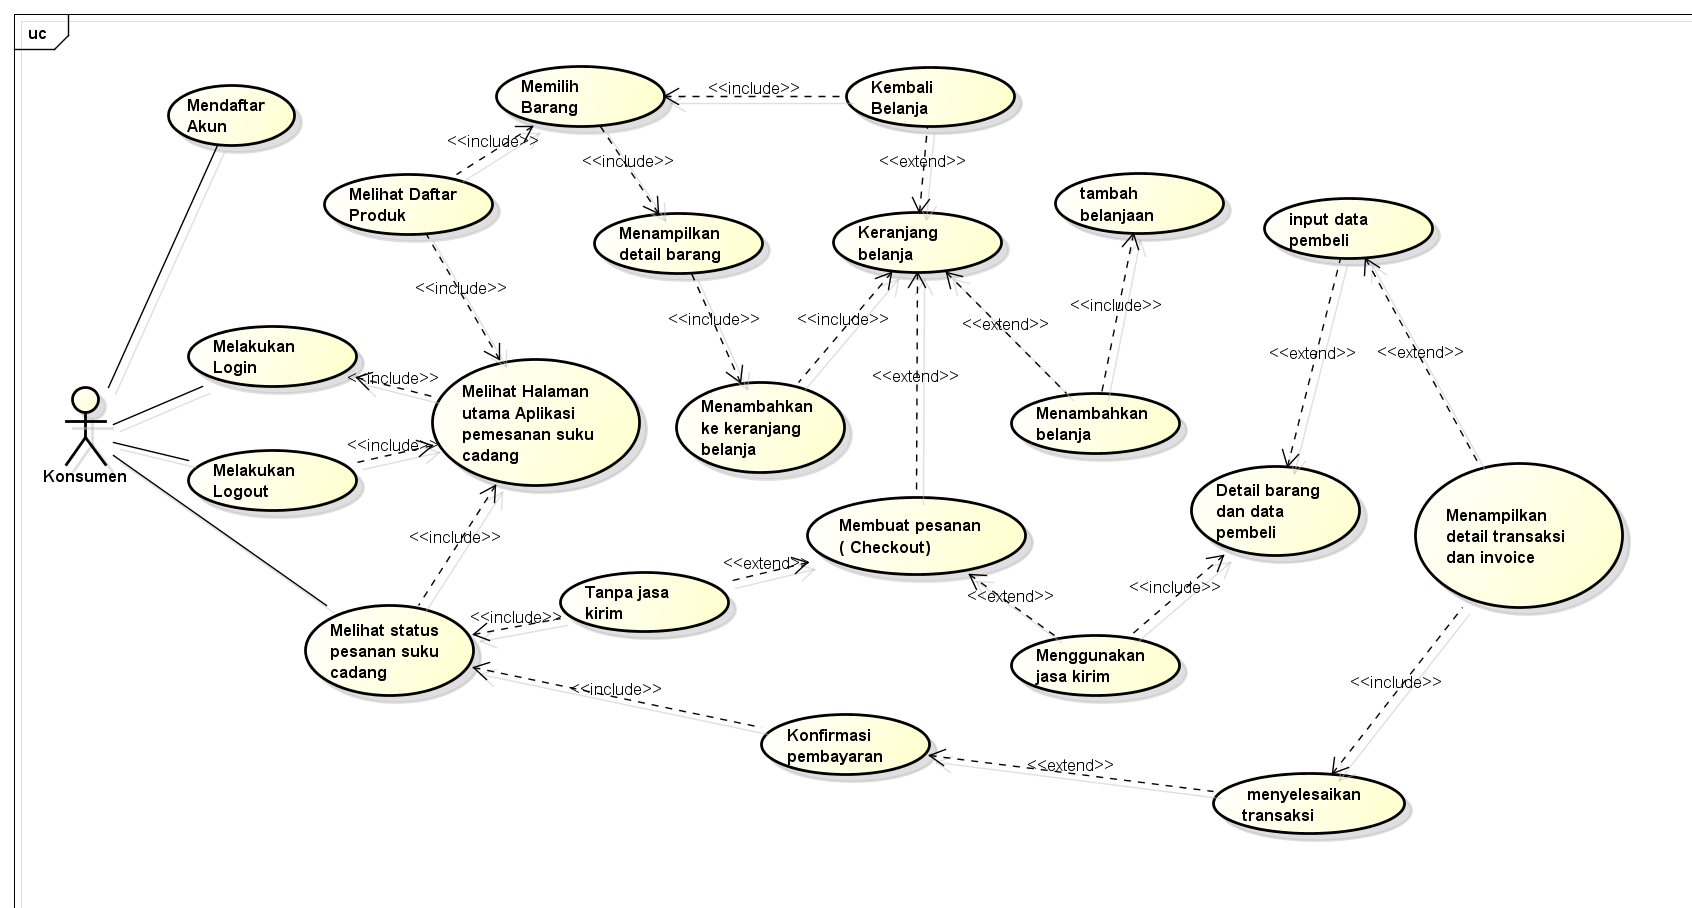 uc
Mendaftar
Akun
Memilih
Barang
<<include>>
Kembali
Belanja
<<include>>
<<include>>
<<extend>>
Melihat Daftar
Produk
tambah
belanjaan
Menampilkan
detail barang
Keranjang
belanja
input data
pembeli
<<include>>
<<include>>
<<include>>
<<extend>>
<<include>>
<<extend>>
<<extend>>
Melakukan
Login
<<include>>
<<extend>>
Melihat Halaman
utama Aplikasi
pemesanan suku
cadang
Menambahkan
ke keranjang
belanja
Menambahkan
belanja
Konsumen
Melakukan
Logout
<<include>>
Detail barang
dan data
pembeli
Menampilkan
detail transaksi
dan invoice
<<include>>
Membuat pesanan
( Checkout)
<<extend>>
Tanpa jasa
kirim
<<include>>
<<extend>>
<<include>>
Melihat status
pesanan suku
cadang
Menggunakan
jasa kirim
<<include>>
<<include>>
Konfirmasi
pembayaran
<<extend>>
menyelesaikan
transaksi